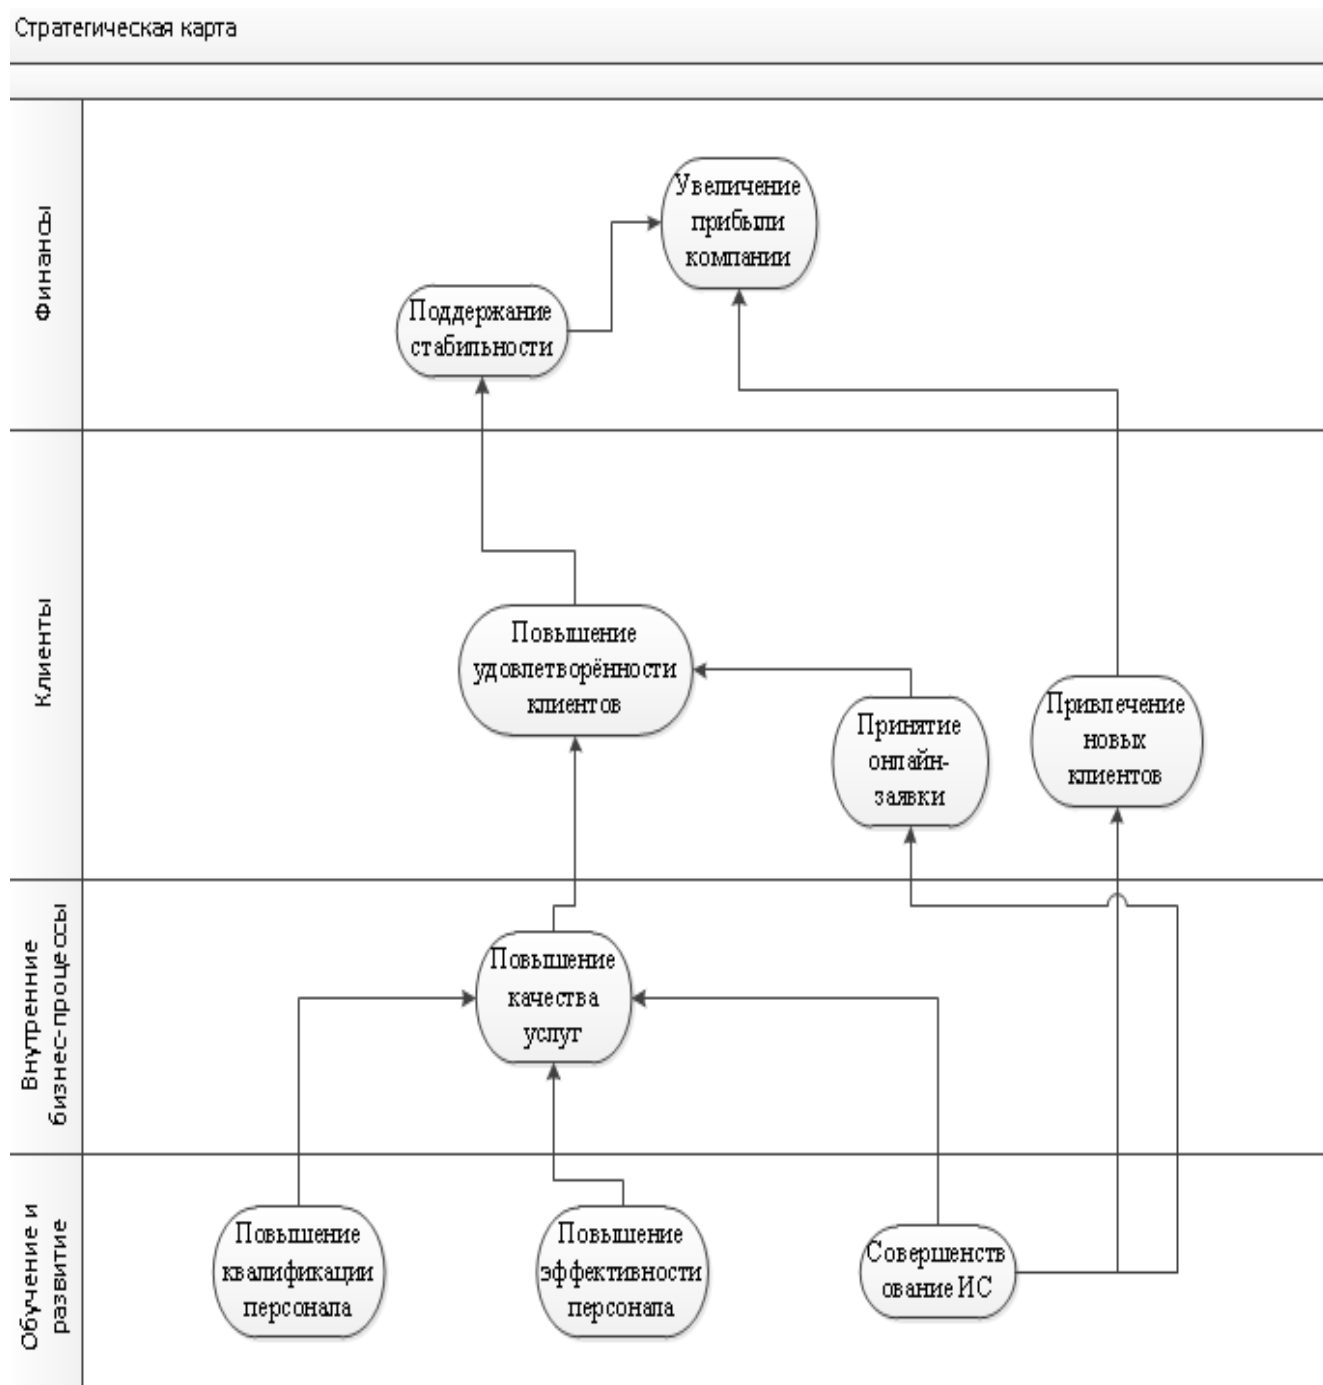 Стратегическая карта
Финансы
Увеличение
прибыли
компании
Поддержание
стабильности
Клиенты
Повышение
удовлетворённости
клиентов
Принятие
онлайн-
заявки
Привлечение
новых
клиентов
Внутренние
бизнес-процессы
Повышение
качества
услуг
Обучение и
развитие
Повышение
квалификации
персонала
Повышение
эффективности
персонала
Совершенств
ование ИС